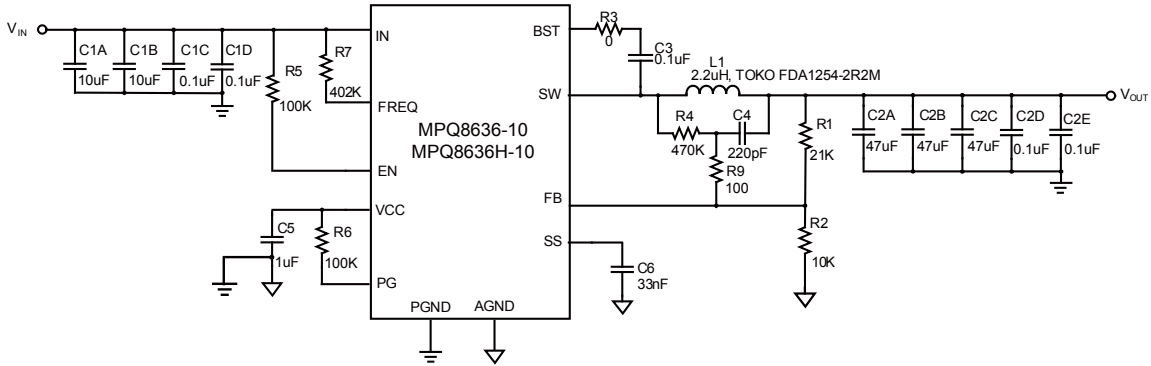 VIN
C1A
10uF
C1B
10uF
C1C
0.1uF
C1D
0.1uF
R5
100K
R7
402K
IN
FREQ
EN
VCC
PG
C5
1uF
R6
100K
MPQ8636-10
MPQ8636H-10
PGND
AGND
BST
SW
FB
SS
R3
0
C3
0.1uF
L1
2.2uH, TOKO FDA1254-2R2M
R4
470K
C4
220pF
R9
100
R1
21K
R2
10K
C6
33nF
C2A
47uF
C2B
47uF
C2C
47uF
C2D
0.1uF
C2E
0.1uF
VOUT